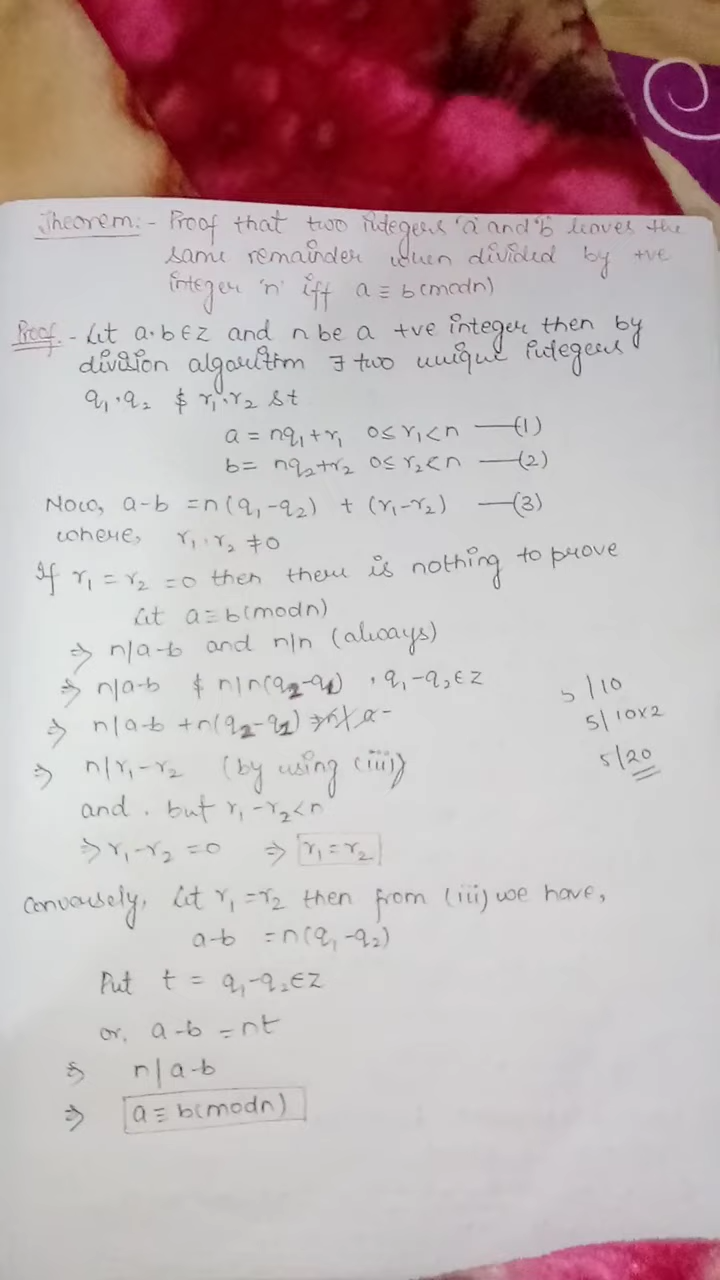 Theorem:- Proof that two integers 'a' and 'b' leaves the
same remainder when divided by +ve
integer 'n' iff a ≡ b(modn)
Proof.- Let a.b∈Z and n be a +ve integer then by
division algorithm ∃ two unique integers
q₁.q₂ & r₁.r₂ st
a = nq₁+r₁ 0≤r₁<n —(1)
b= nq₂+r₂ 0≤r₂<n —(2)
Now, a-b =n(q₁-q₂) + (r₁-r₂) —(3)
where, r₁.r₂ ≠0
If r₁ = r₂ =0 then there is nothing to prove
Let a≡b(modn)
⇒ n/a-b and n/n (always)
⇒ n/a-b & n/n(q₂-q₁) , q₁-q₂∈Z
5/10
⇒ n/a-b +n(q₂-q₁)
5/10×2
⇒ n/r₁-r₂ (by using (iii))
5/20
and . but r₁-r₂<n
⇒r₁-r₂ =0 ⇒ r₁=r₂
Conversely, Let r₁=r₂ then from (iii) we have,
a-b =n(q₁-q₂)
Put t = q₁-q₂∈Z
or, a-b =nt
⇒ n/a-b
⇒ a≡b(modn)